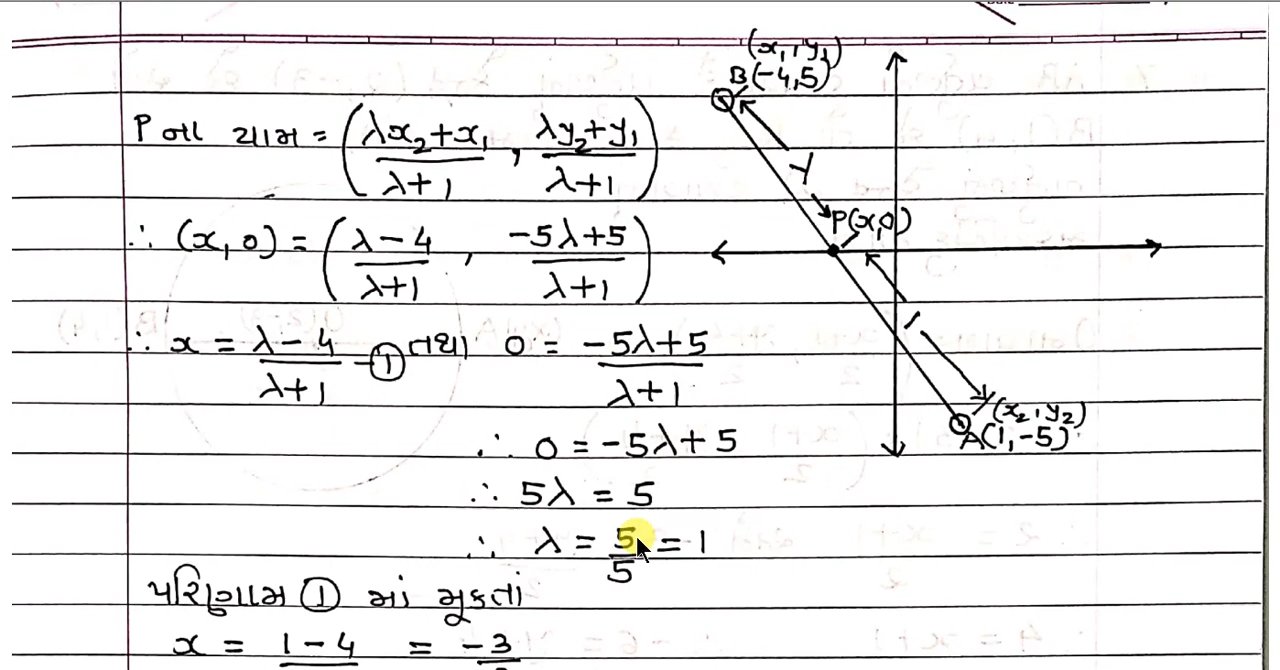 (x₁, y₁)
B(-4,5)
P ના યામ = (λx₂+x₁/λ+1 , λy₂+y₁/λ+1)
P(x,0)
∴ (x, 0) = (λ-4/λ+1 , -5λ+5/λ+1)
∴ x = λ-4/λ+1 -① તથા 0 = -5λ+5/λ+1
(x₂, y₂)
A(1,-5)
∴ 0 = -5λ+5
∴ 5λ = 5
∴ λ = 5/5 = 1
પરિણામ ① માં મૂકતાં
x = 1-4 = -3